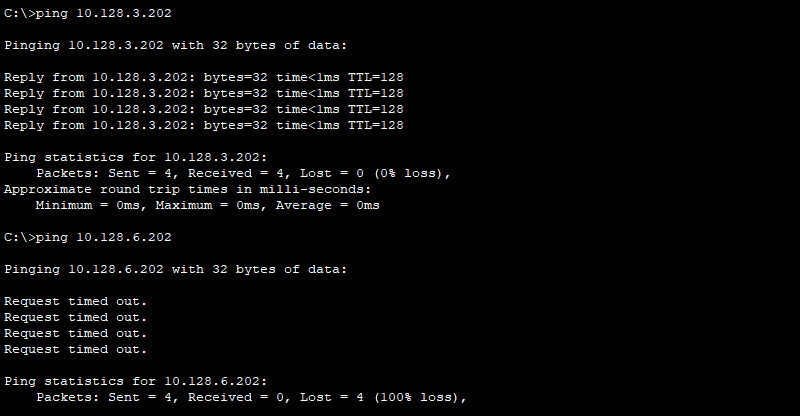 C:\>ping 10.128.3.202
Pinging 10.128.3.202 with 32 bytes of data:
Reply from 10.128.3.202: bytes=32 time<1ms TTL=128
Reply from 10.128.3.202: bytes=32 time<1ms TTL=128
Reply from 10.128.3.202: bytes=32 time<1ms TTL=128
Reply from 10.128.3.202: bytes=32 time<1ms TTL=128
Ping statistics for 10.128.3.202:
    Packets: Sent = 4, Received = 4, Lost = 0 (0% loss),
Approximate round trip times in milli-seconds:
    Minimum = 0ms, Maximum = 0ms, Average = 0ms
C:\>ping 10.128.6.202
Pinging 10.128.6.202 with 32 bytes of data:
Request timed out.
Request timed out.
Request timed out.
Request timed out.
Ping statistics for 10.128.6.202:
    Packets: Sent = 4, Received = 0, Lost = 4 (100% loss),